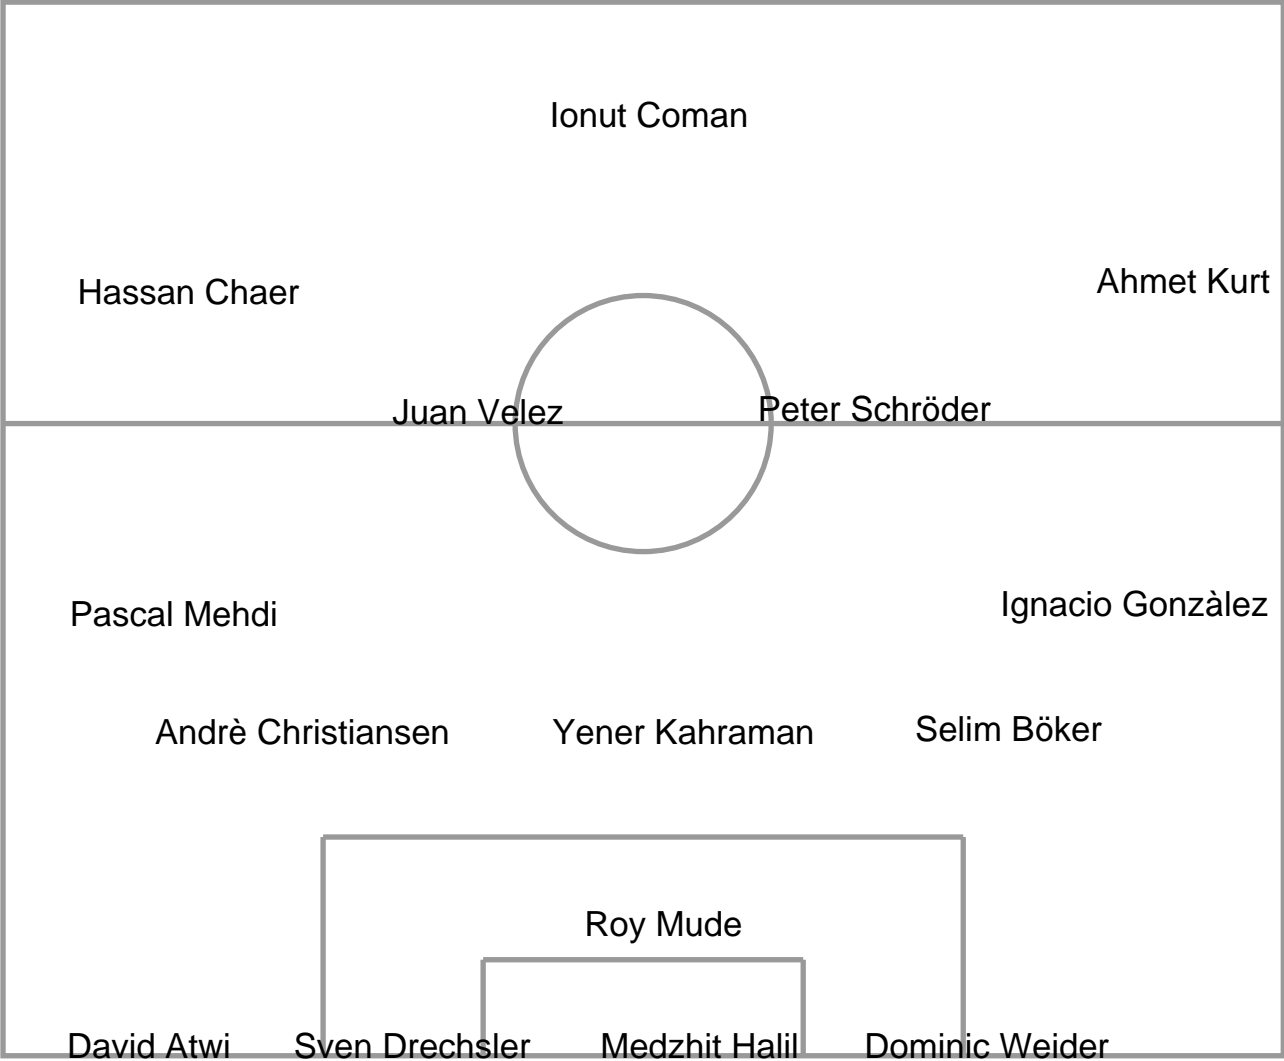 Ionut Coman
Hassan Chaer
Ahmet Kurt
Juan Velez
Peter Schröder
Pascal Mehdi
Ignacio Gonzàlez
Andrè Christiansen
Yener Kahraman
Selim Böker
Roy Mude
David Atwi
Sven Drechsler
Medzhit Halil
Dominic Weider